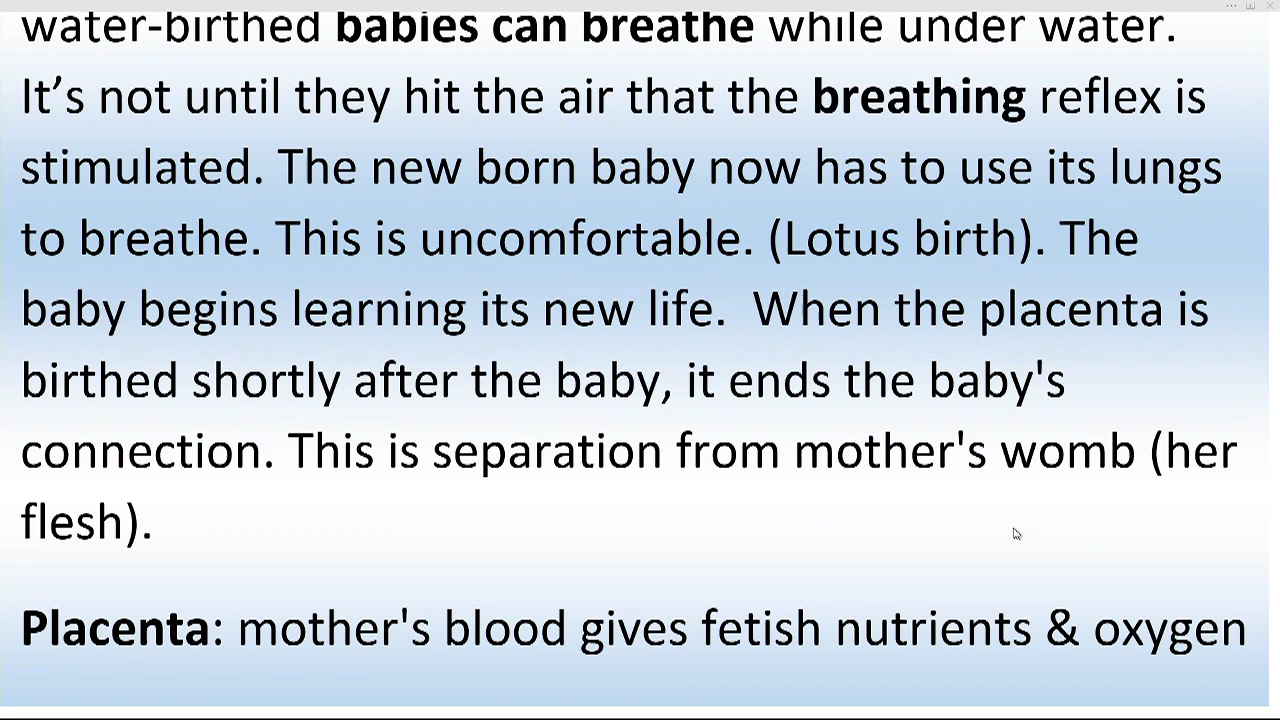 water-birthed babies can breathe while under water.
It’s not until they hit the air that the breathing reflex is
stimulated. The new born baby now has to use its lungs
to breathe. This is uncomfortable. (Lotus birth). The
baby begins learning its new life.  When the placenta is
birthed shortly after the baby, it ends the baby's
connection. This is separation from mother's womb (her
flesh).
Placenta: mother's blood gives fetish nutrients & oxygen